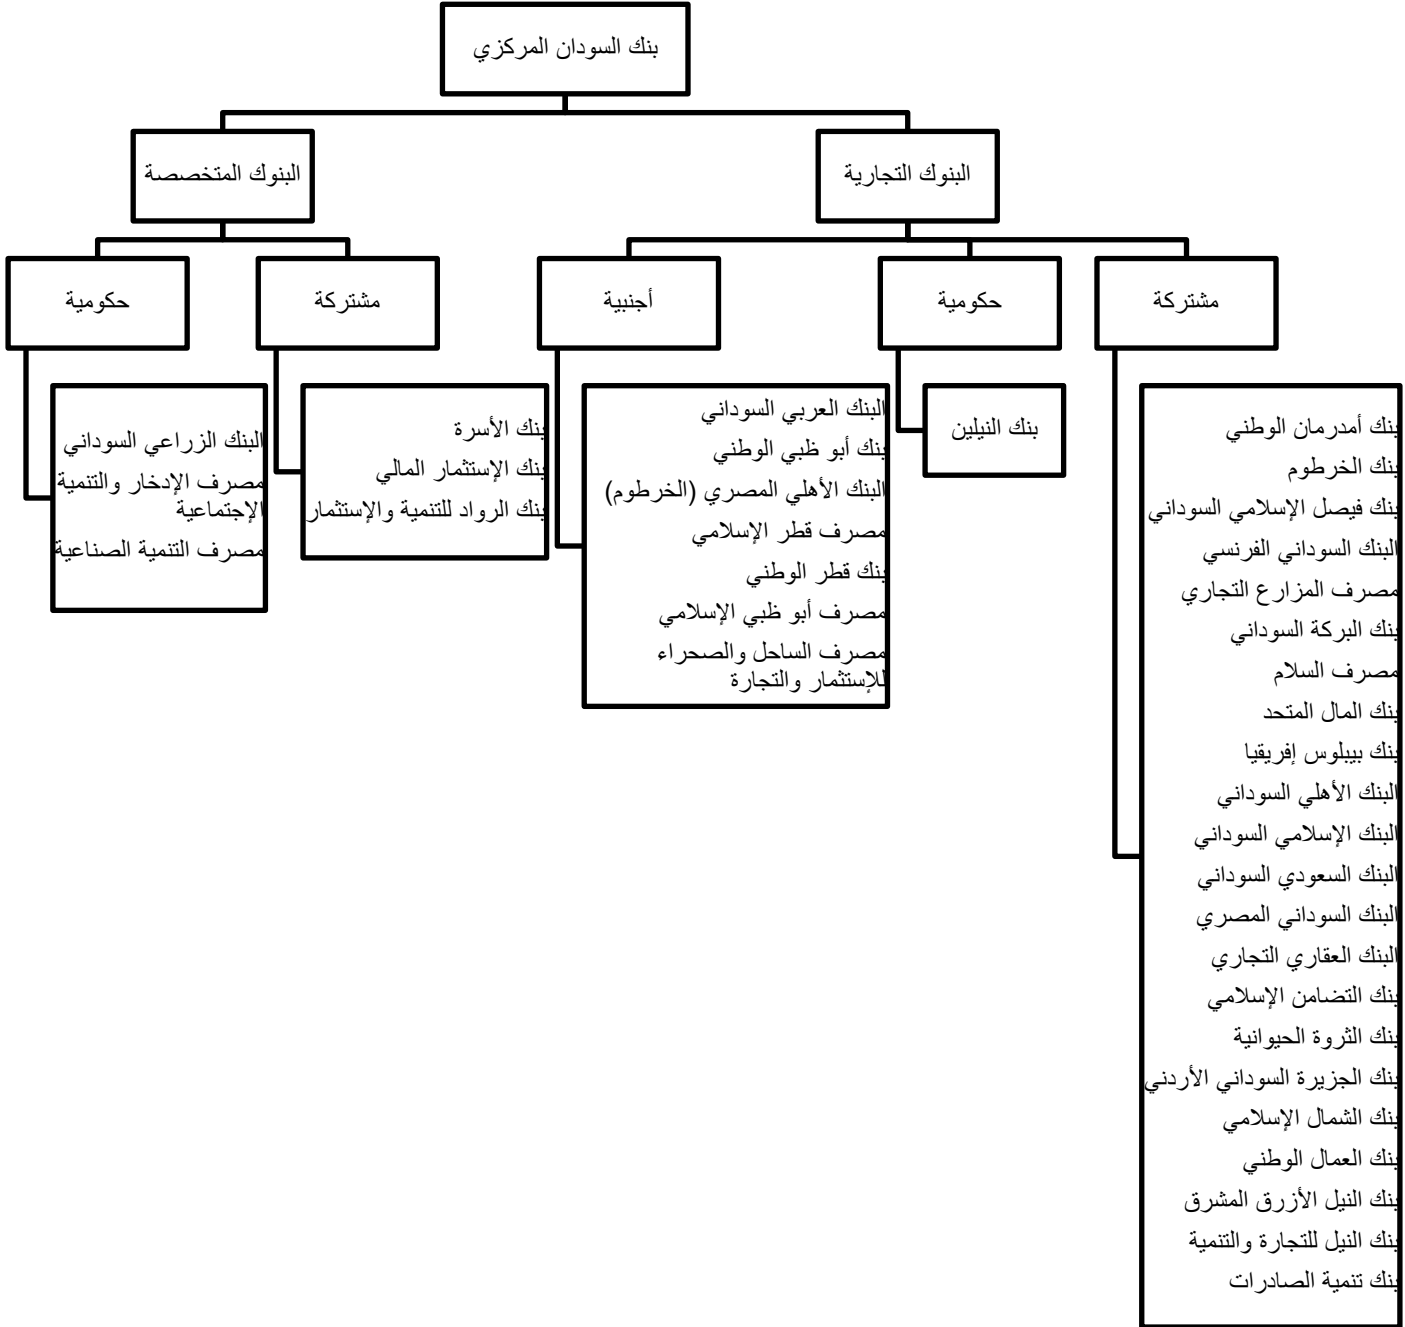 بنك السودان المركزي
البنوك التجارية
البنوك المتخصصة
مشتركة
حكومية
أجنبية
مشتركة
حكومية
بنك أمدرمان الوطني
بنك الخرطوم
بنك فيصل الإسلامي السوداني
البنك السوداني الفرنسي
مصرف المزارع التجاري
بنك البركة السوداني
مصرف السلام
بنك المال المتحد
بنك بيبلوس إفريقيا
البنك الأهلي السوداني
البنك الإسلامي السوداني
البنك السعودي السوداني
البنك السوداني المصري
البنك العقاري التجاري
بنك التضامن الإسلامي
بنك الثروة الحيوانية
بنك الجزيرة السوداني الأردني
بنك الشمال الإسلامي
بنك العمال الوطني
بنك النيل الأزرق المشرق
بنك النيل للتجارة والتنمية
بنك تنمية الصادرات
بنك النيلين
البنك العربي السوداني
بنك أبو ظبي الوطني
البنك الأهلي المصري (الخرطوم)
مصرف قطر الإسلامي
بنك قطر الوطني
مصرف أبو ظبي الإسلامي
مصرف الساحل والصحراء
للإستثمار والتجارة
بنك الأسرة
بنك الإستثمار المالي
بنك الرواد للتنمية والإستثمار
البنك الزراعي السوداني
مصرف الإدخار والتنمية
الإجتماعية
مصرف التنمية الصناعية